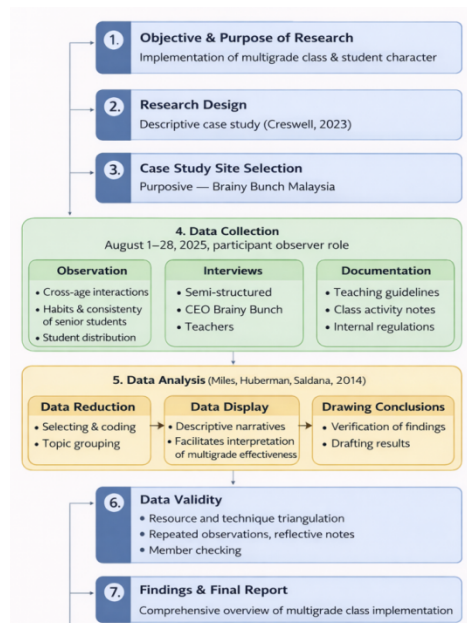 1. Objective & Purpose of Research
Implementation of multigrade class & student character
2. Research Design
Descriptive case study (Creswell, 2023)
3. Case Study Site Selection
Purposive — Brainy Bunch Malaysia
4. Data Collection
August 1–28, 2025, participant observer role
Observation
• Cross-age interactions
• Habits & consistenty
of senior students
• Student distribution
Interviews
• Semi-structured
• CEO Brainy Bunch
• Teachers
Documentation
• Teaching guidelines
• Class activity notes
• Internal regulations
5. Data Analysis (Miles, Huberman, Saldana, 2014)
Data Reduction
• Selecting & coding
• Topic grouping
Data Display
• Descriptive narratives
• Facilitates interpretation
of multigrade effectiveness
Drawing Conclusions
• Verification of findings
• Drafting results
6. Data Validity
• Resource and technique triangulation
• Repeated observations, reflective notes
• Member checking
7. Findings & Final Report
Comprehensive overview of multigrade class implementation